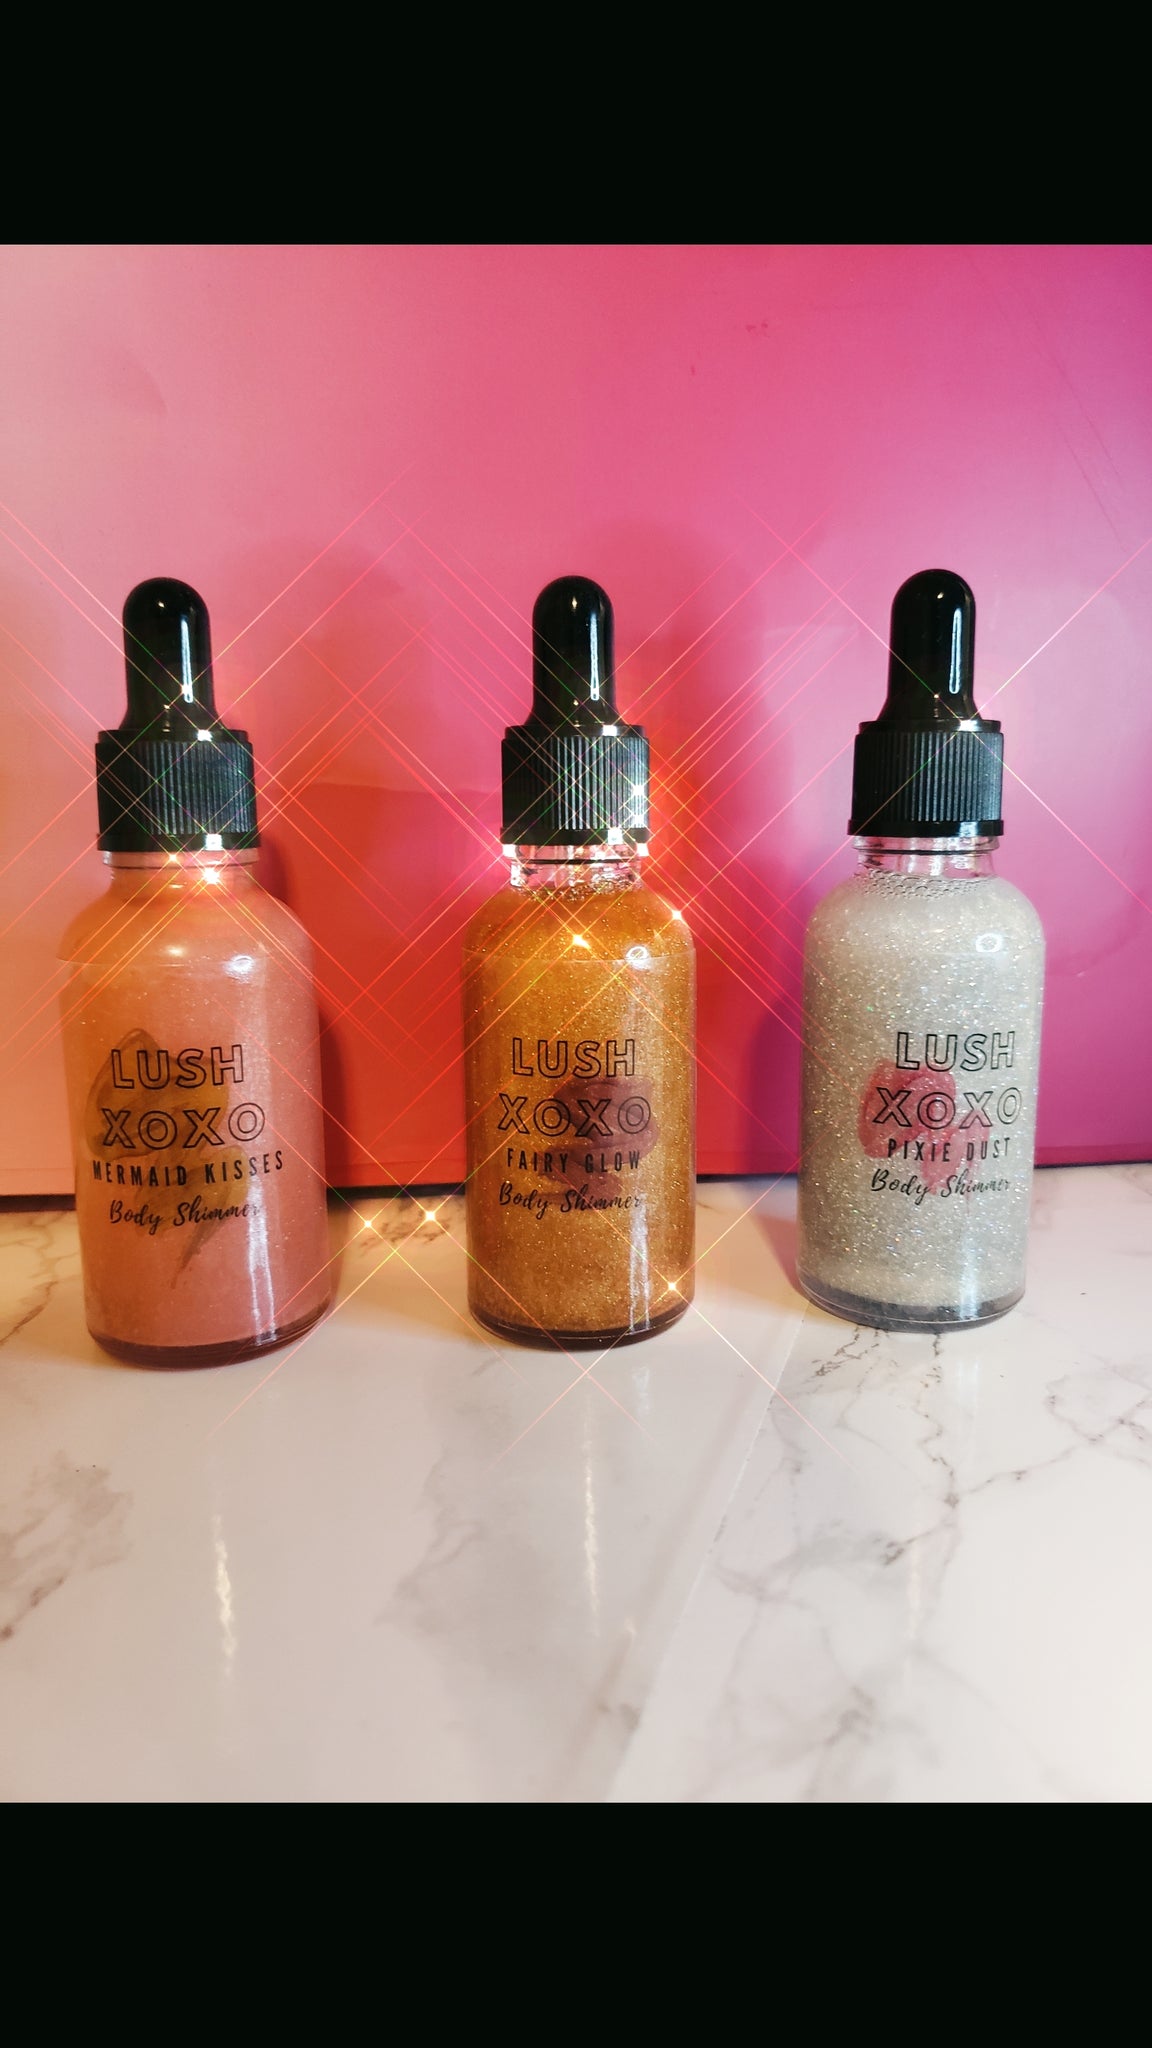 LUSH
XOXO
MERMAID KISSES
Body Shimmer
LUSH
XOXO
FAIRY GLOW
Body Shimmer
LUSH
XOXO
PIXIE DUST
Body Shimmer